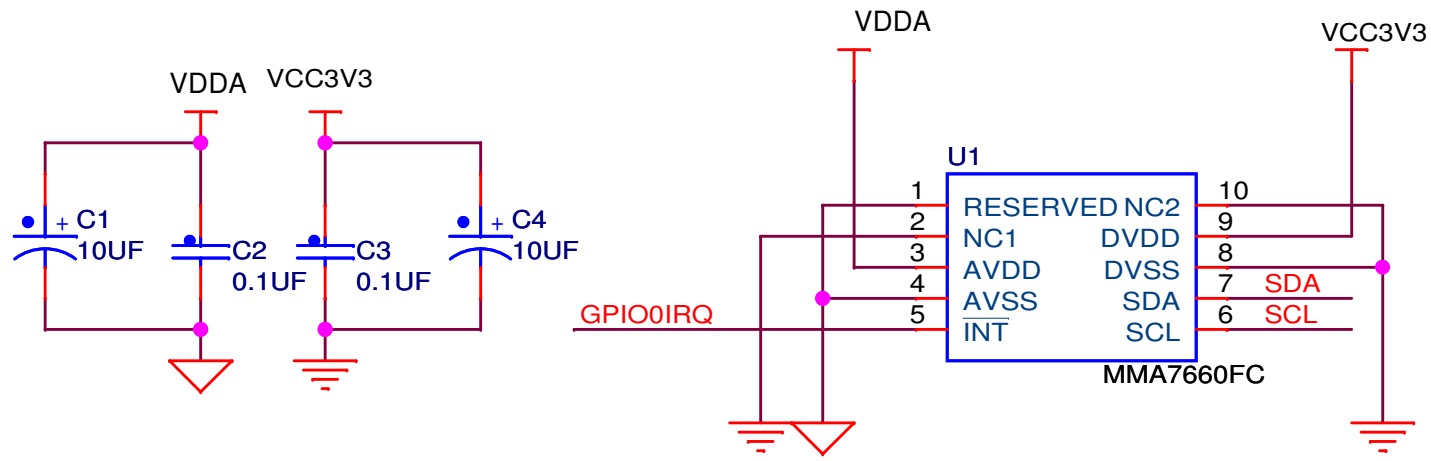 VDDA
VCC3V3
+ C1
10UF
C2
0.1UF
C3
0.1UF
+ C4
10UF
VDDA
VCC3V3
U1
1 RESERVED NC2 10
2 NC1 DVDD 9
3 AVDD DVSS 8
4 AVSS SDA 7 SDA
GPIO0IRQ 5 INT SCL 6 SCL
MMA7660FC